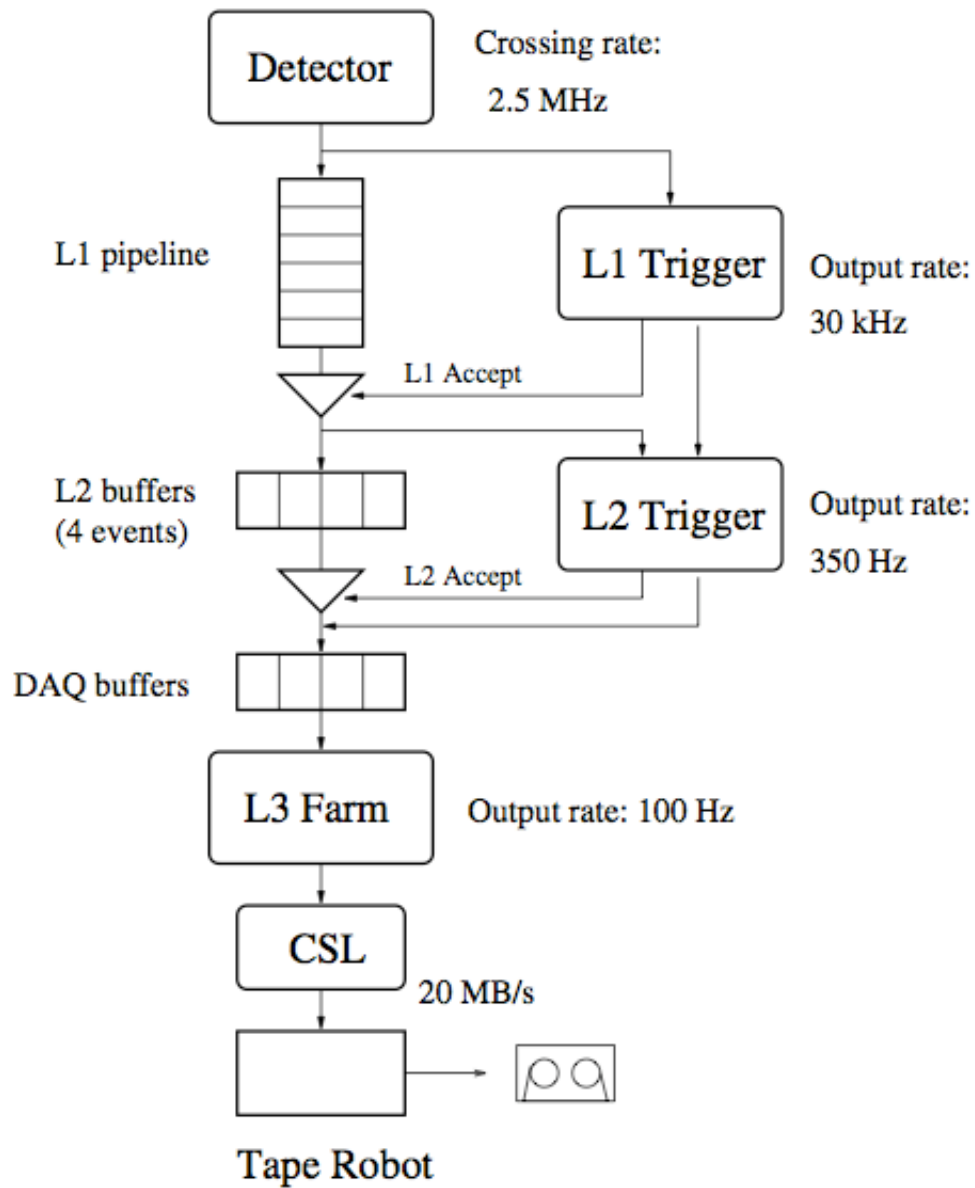 Detector
Crossing rate:
2.5 MHz
L1 pipeline
L1 Trigger
Output rate:
30 kHz
L1 Accept
L2 buffers
(4 events)
L2 Trigger
Output rate:
350 Hz
L2 Accept
DAQ buffers
L3 Farm
Output rate: 100 Hz
CSL
20 MB/s
Tape Robot